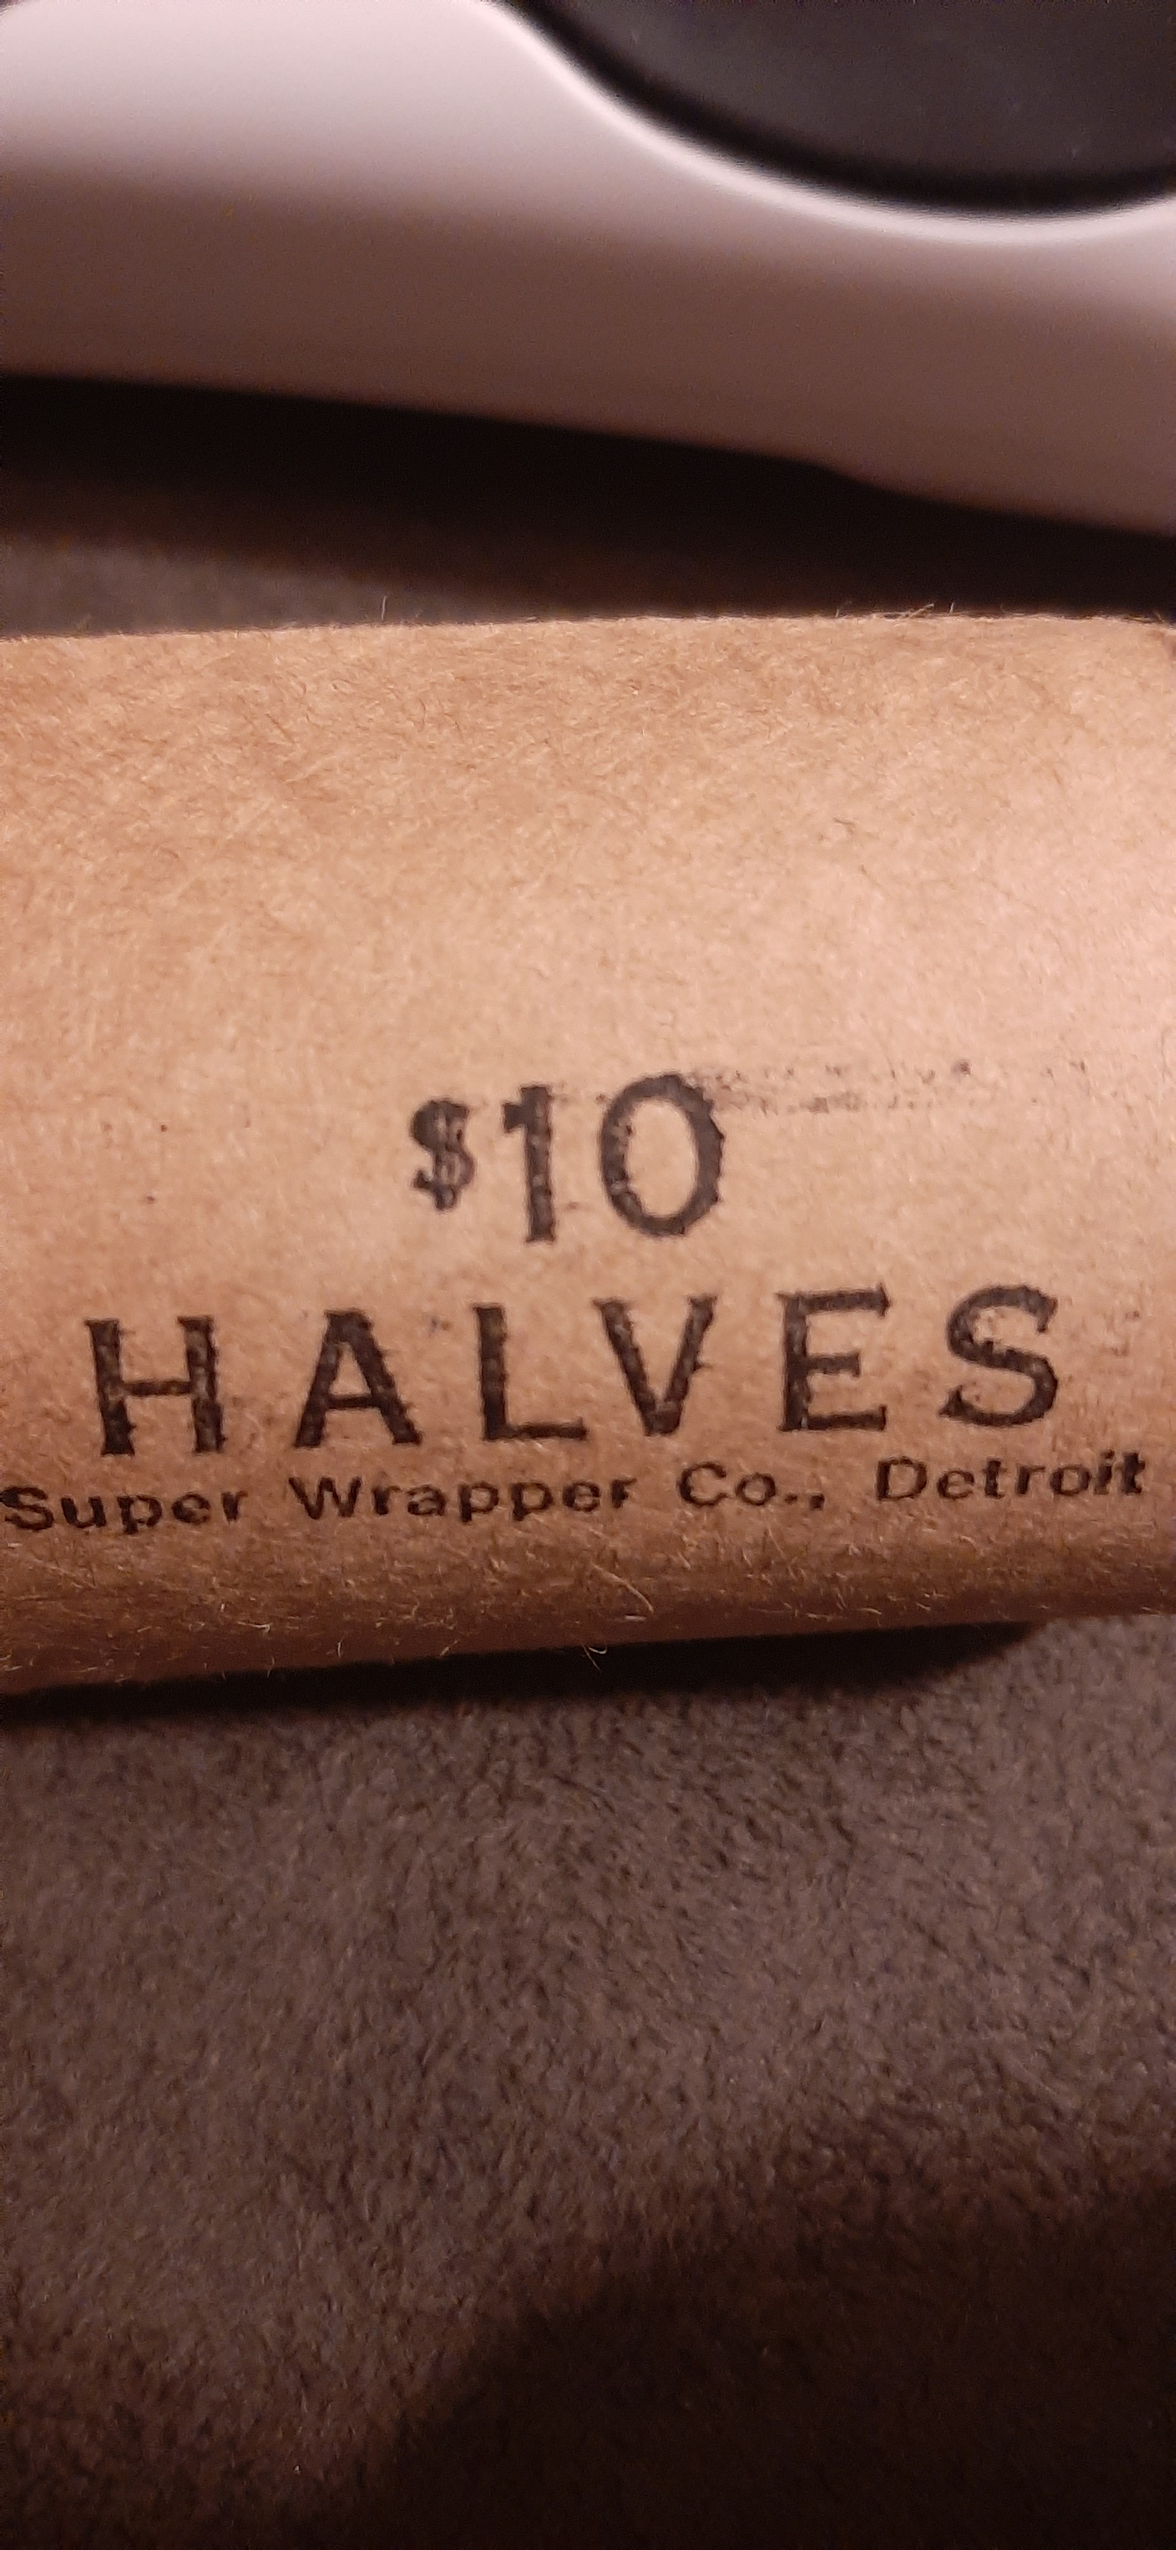 $10
HALVES
Super Wrapper Co., Detroit